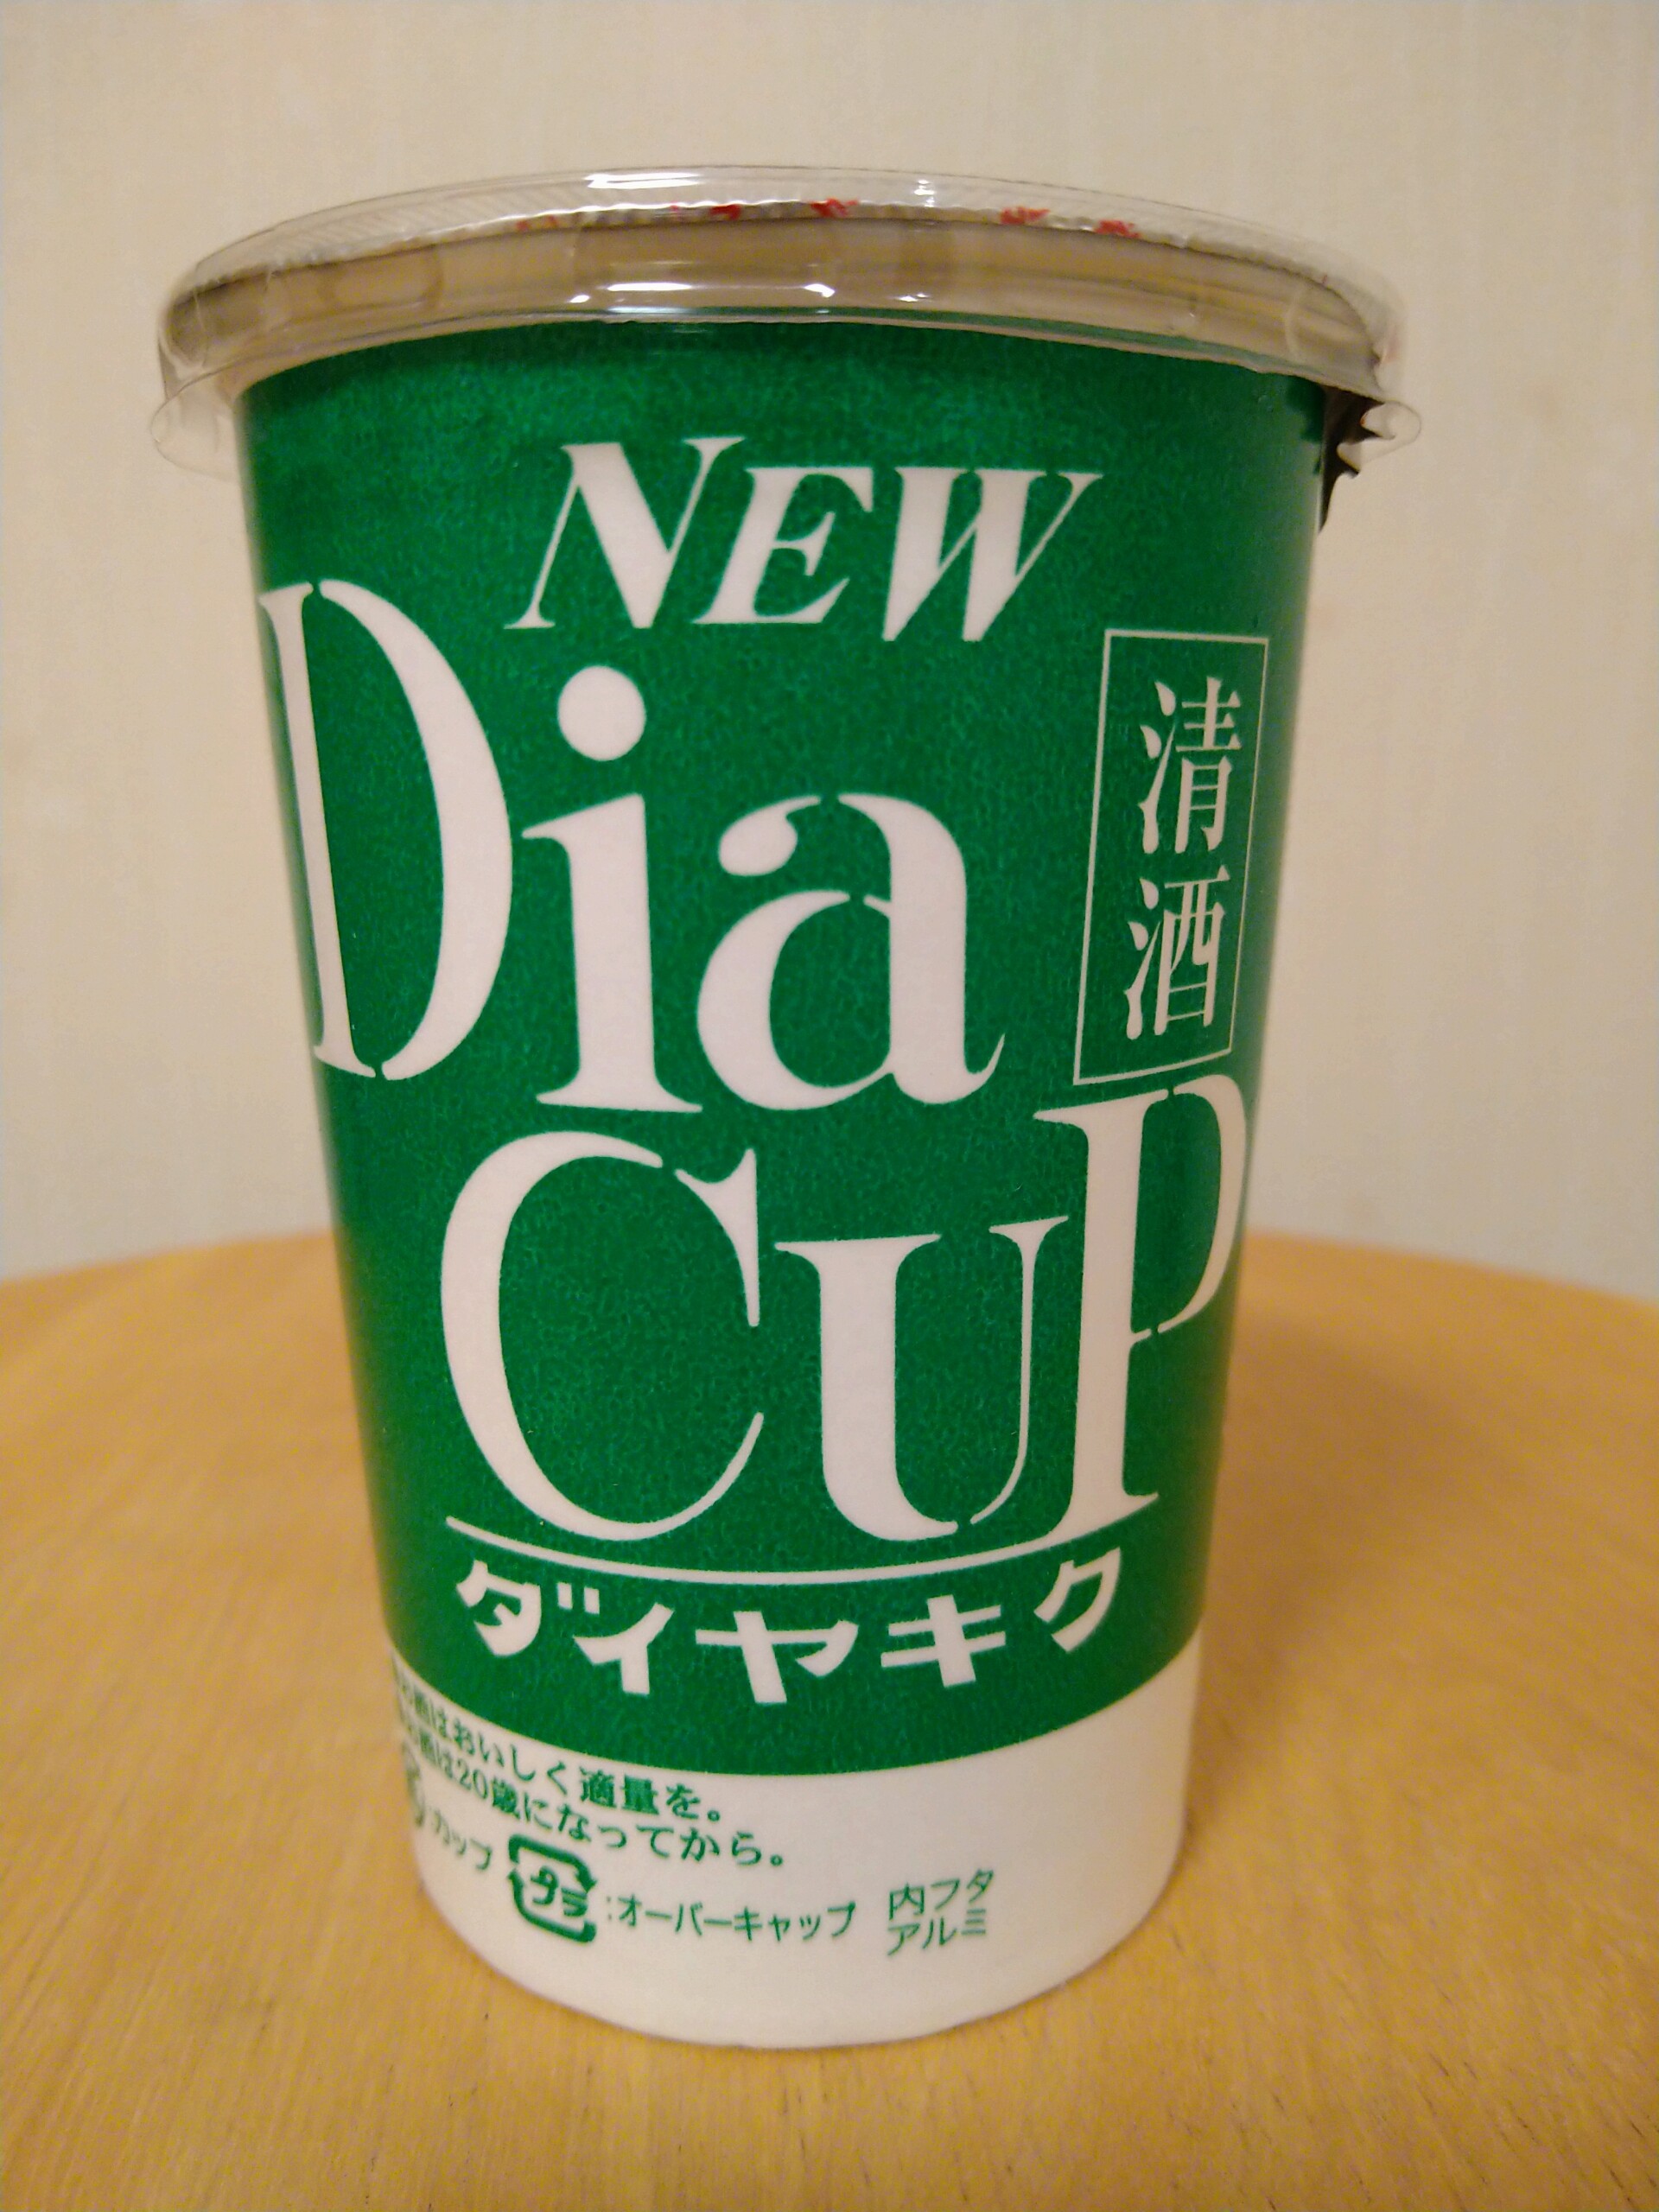 NEW
Dia
清酒
CuP
ダイヤキク
酒はおいしく適量を。
酒は20歳になってから。
カップ プラ:オーバーキャップ 内フタ
アルミ